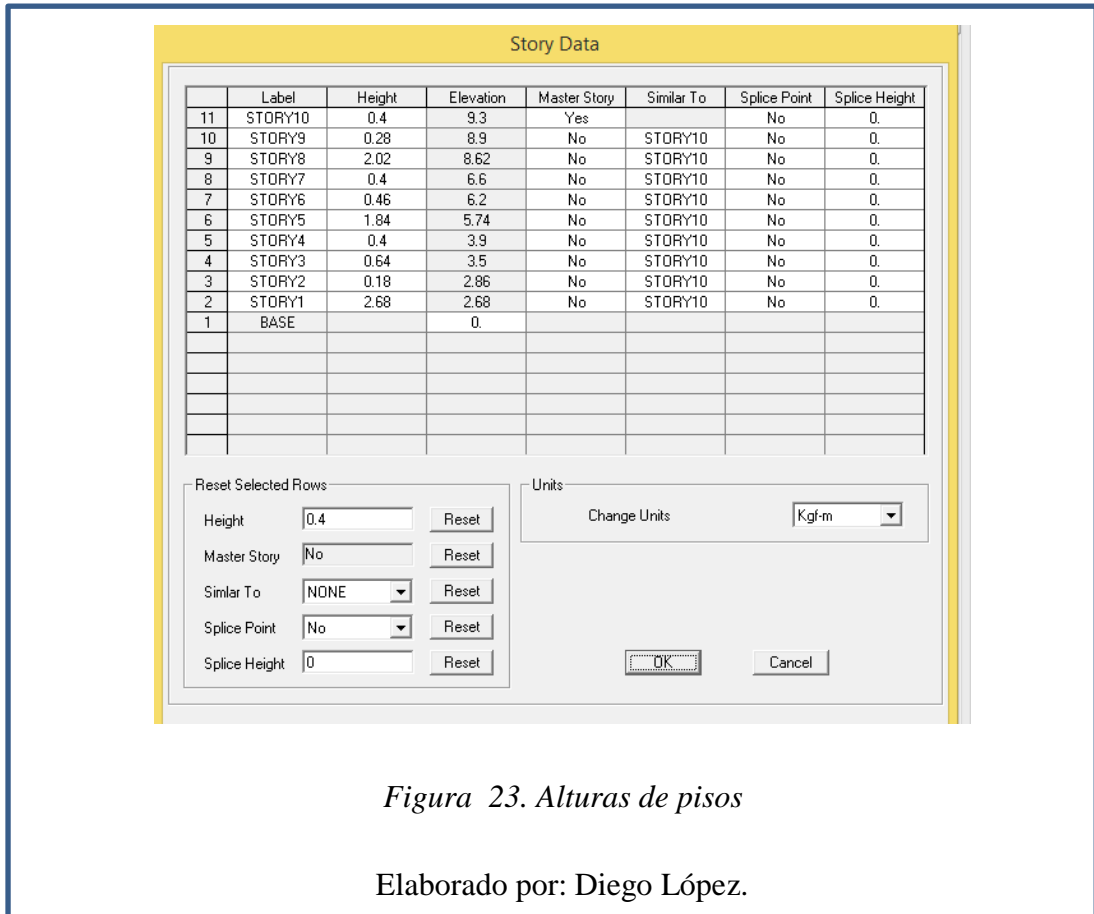 Story Data
Label Height Elevation Master Story Similar To Splice Point Splice Height
11 STORY10 0.4 9.3 Yes No 0.
10 STORY9 0.28 8.9 No STORY10 No 0.
9 STORY8 2.02 8.62 No STORY10 No 0.
8 STORY7 0.4 6.6 No STORY10 No 0.
7 STORY6 0.46 6.2 No STORY10 No 0.
6 STORY5 1.84 5.74 No STORY10 No 0.
5 STORY4 0.4 3.9 No STORY10 No 0.
4 STORY3 0.64 3.5 No STORY10 No 0.
3 STORY2 0.18 2.86 No STORY10 No 0.
2 STORY1 2.68 2.68 No STORY10 No 0.
1 BASE 0.
Reset Selected Rows
Height 0.4 Reset
Master Story No Reset
Simlar To NONE Reset
Splice Point No Reset
Splice Height 0 Reset
Units
Change Units Kgf-m
OK Cancel
Figura 23. Alturas de pisos
Elaborado por: Diego López.